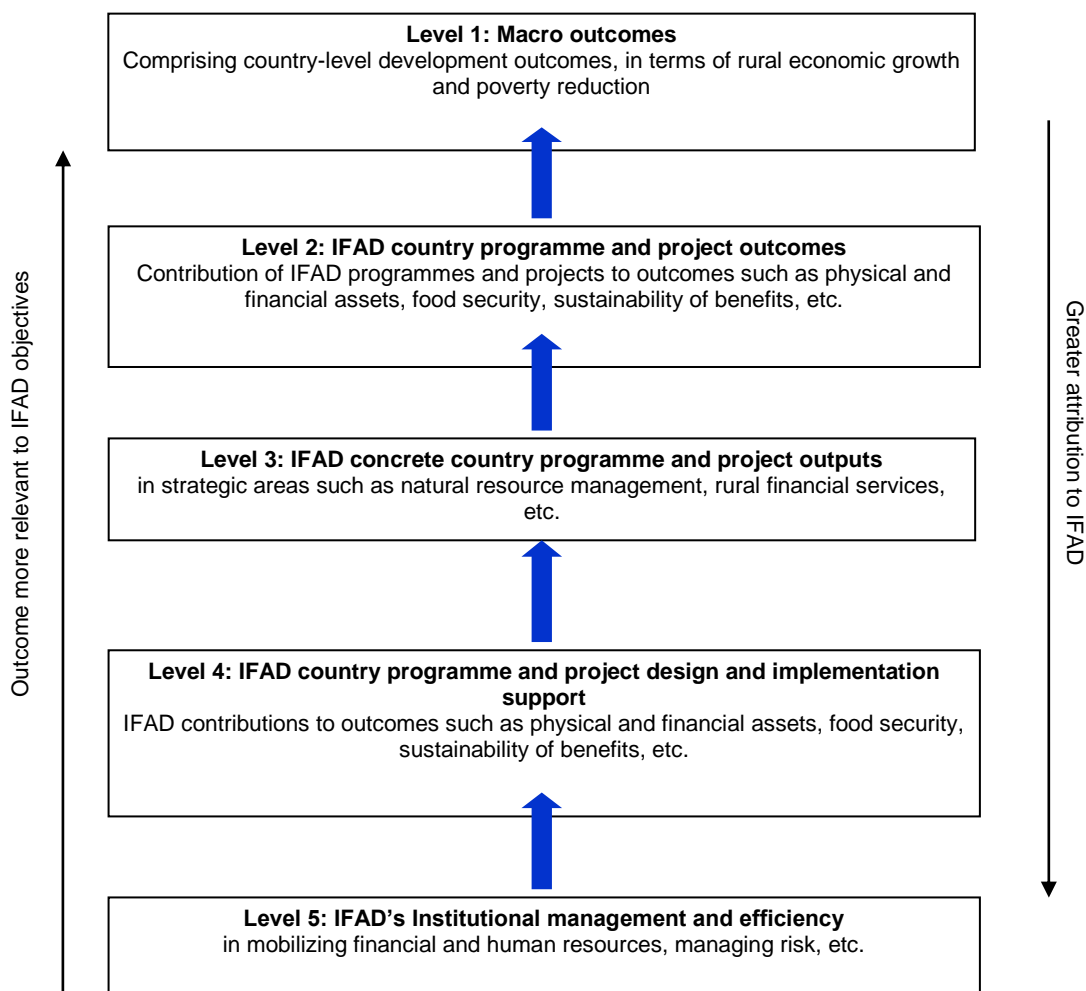 Level 1: Macro outcomes
Comprising country-level development outcomes, in terms of rural economic growth
and poverty reduction
Level 2: IFAD country programme and project outcomes
Contribution of IFAD programmes and projects to outcomes such as physical and
financial assets, food security, sustainability of benefits, etc.
Outcome more relevant to IFAD objectives
Greater attribution to IFAD
Level 3: IFAD concrete country programme and project outputs
in strategic areas such as natural resource management, rural financial services,
etc.
Level 4: IFAD country programme and project design and implementation
support
IFAD contributions to outcomes such as physical and financial assets, food security,
sustainability of benefits, etc.
Level 5: IFAD’s Institutional management and efficiency
in mobilizing financial and human resources, managing risk, etc.